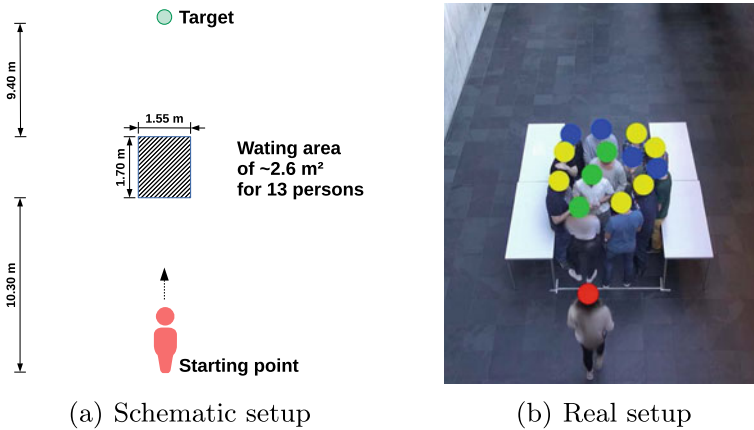 Target
9.40 m
1.55 m
1.70 m
Wating area
of ~2.6 m²
for 13 persons
10.30 m
Starting point
(a) Schematic setup
(b) Real setup